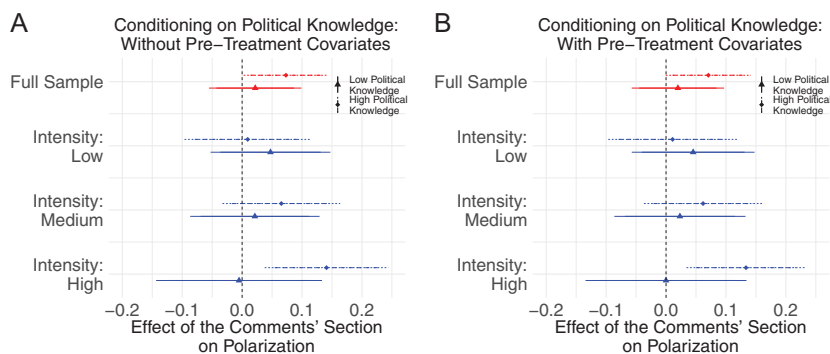 A
Conditioning on Political Knowledge:
Without Pre−Treatment Covariates
Full Sample
Intensity:
Low
Intensity:
Medium
Intensity:
High
Low Political
Knowledge
High Political
Knowledge
−0.2 −0.1 0.0 0.1 0.2
Effect of the Comments' Section
on Polarization
B
Conditioning on Political Knowledge:
With Pre−Treatment Covariates
Full Sample
Intensity:
Low
Intensity:
Medium
Intensity:
High
Low Political
Knowledge
High Political
Knowledge
−0.2 −0.1 0.0 0.1 0.2
Effect of the Comments' Section
on Polarization